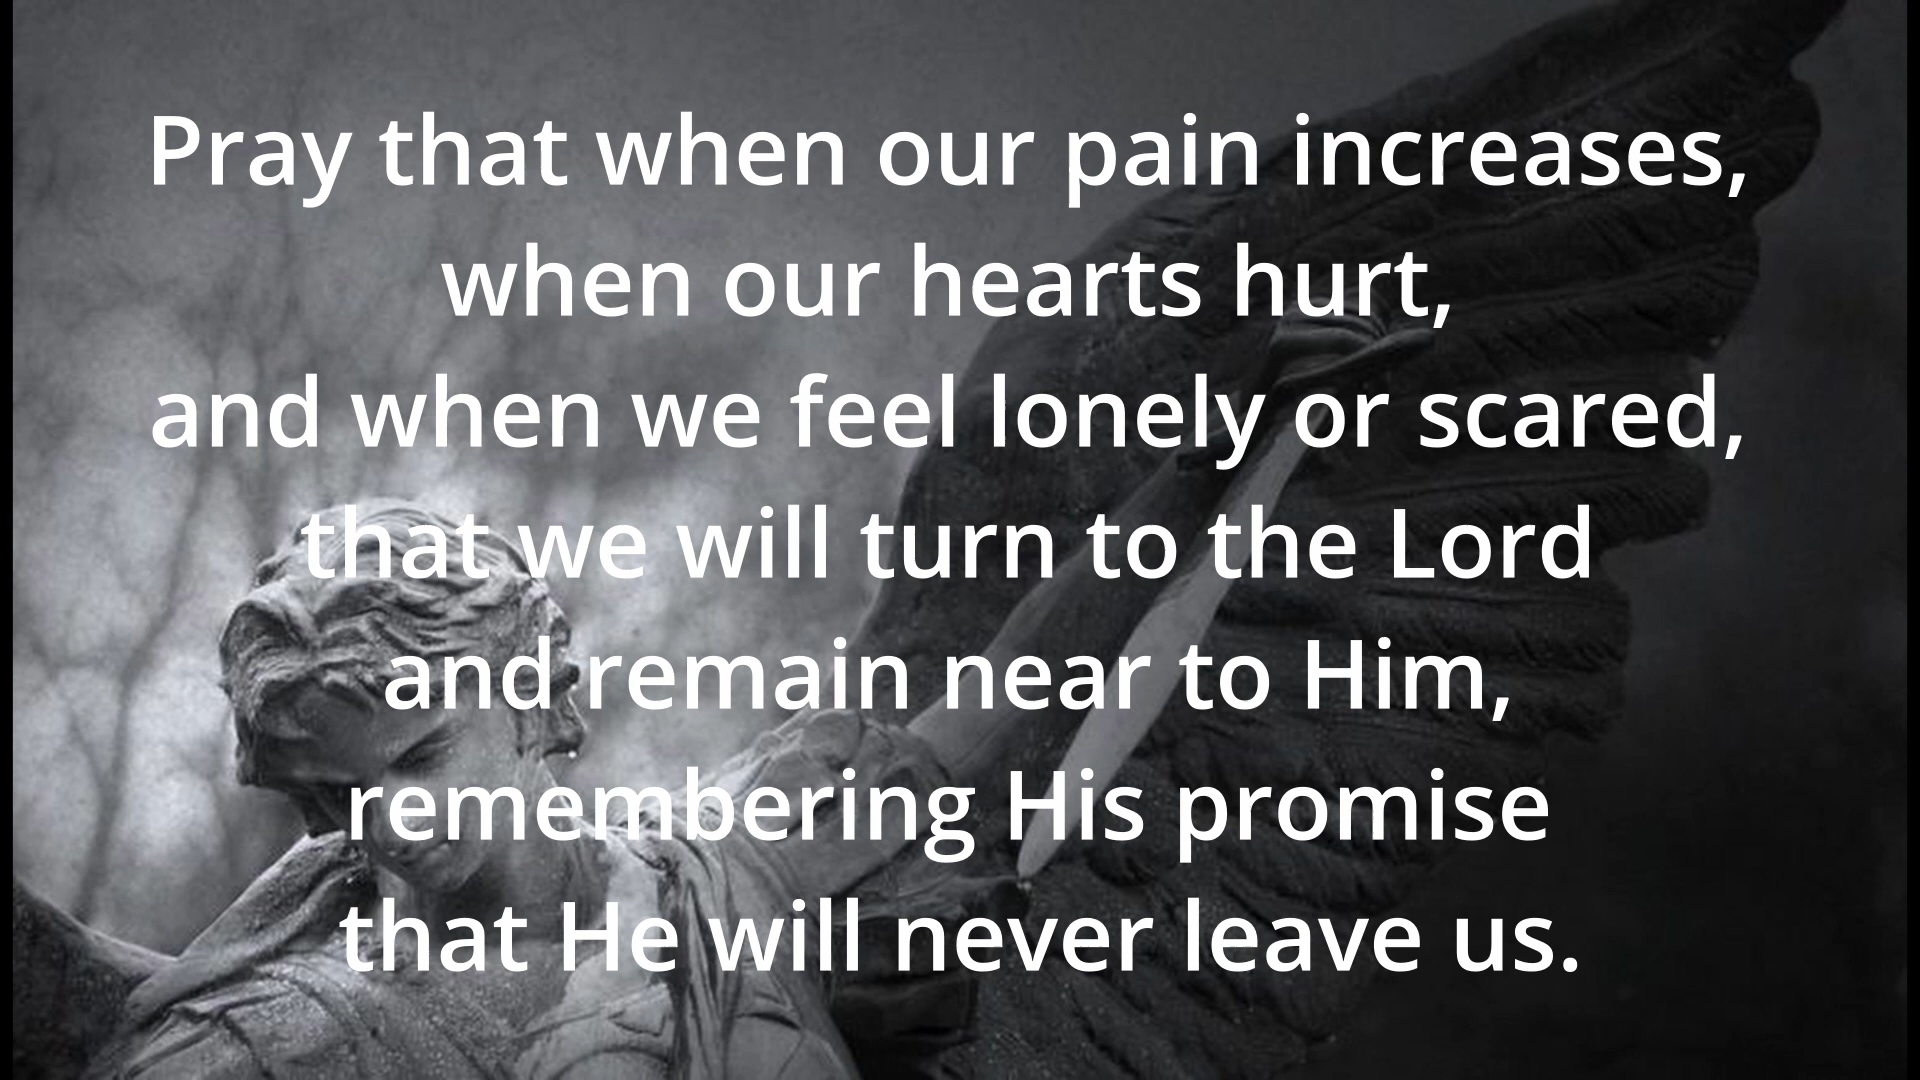 Pray that when our pain increases,
when our hearts hurt,
and when we feel lonely or scared,
that we will turn to the Lord
and remain near to Him,
remembering His promise
that He will never leave us.